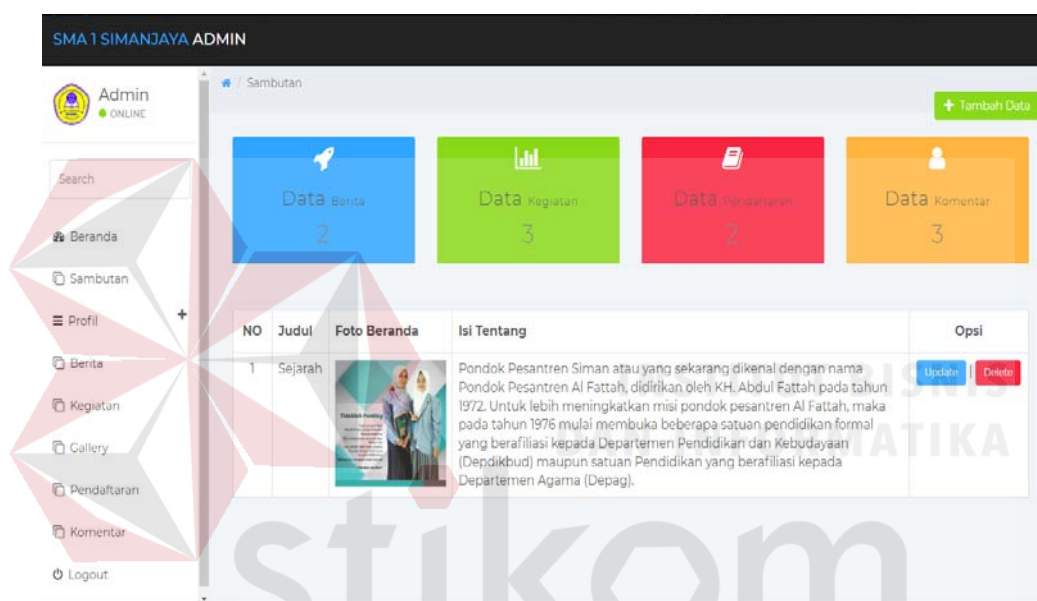 SMA 1 SIMANJAYA ADMIN
Admin
ONLINE
Search
Beranda
Sambutan
Profil +
Berita
Kegiatan
Gallery
Pendaftaran
Komentar
Logout
/ Sambutan
+ Tambah Data
Data Berita
2
Data Kegiatan
3
Data Pendaftaran
2
Data Komentar
3
NO Judul Foto Beranda Isi Tentang Opsi
1 Sejarah
Pondok Pesantren Siman atau yang sekarang dikenal dengan nama
Pondok Pesantren Al Fattah, didirikan oleh KH. Abdul Fattah pada tahun
1972. Untuk lebih meningkatkan misi pondok pesantren Al Fattah, maka
pada tahun 1976 mulai membuka beberapa satuan pendidikan formal
yang berafiliasi kepada Departemen Pendidikan dan Kebudayaan
(Depdikbud) maupun satuan Pendidikan yang berafiliasi kepada
Departemen Agama (Depag).
Update | Delete
stikom